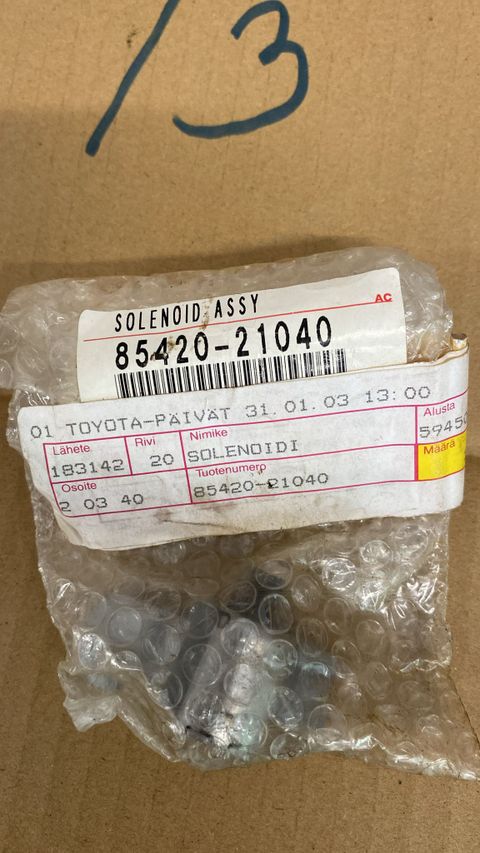 /3
SOLENOID ASSY
AC
85420-21040
01 TOYOTA-PÄIVÄT 31.01.03 13:00
Lähete Rivi Nimike Alusta
183142 20 SOLENOIDI
Osoite Tuotenumero Määrä
2 03 40 85420-21040